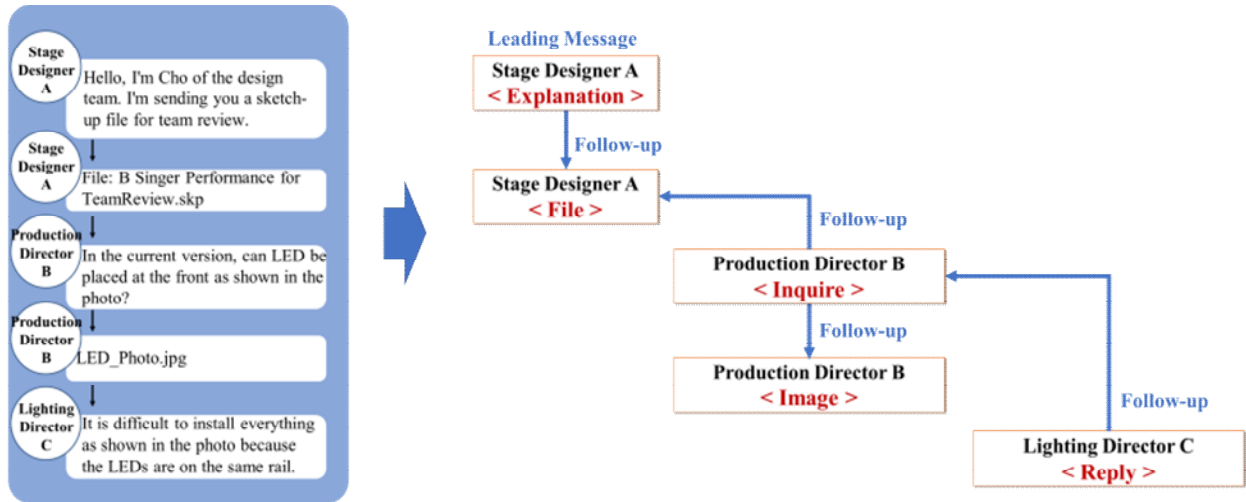 Stage
Designer
A
Hello, I'm Cho of the design
team. I'm sending you a sketch-
up file for team review.
Stage
Designer
A
File: B Singer Performance for
TeamReview.skp
Production
Director
B
In the current version, can LED be
placed at the front as shown in the
photo?
Production
Director
B
LED_Photo.jpg
Lighting
Director
C
It is difficult to install everything
as shown in the photo because
the LEDs are on the same rail.
Leading Message
Stage Designer A
< Explanation >
Follow-up
Stage Designer A
< File >
Follow-up
Production Director B
< Inquire >
Follow-up
Production Director B
< Image >
Follow-up
Lighting Director C
< Reply >